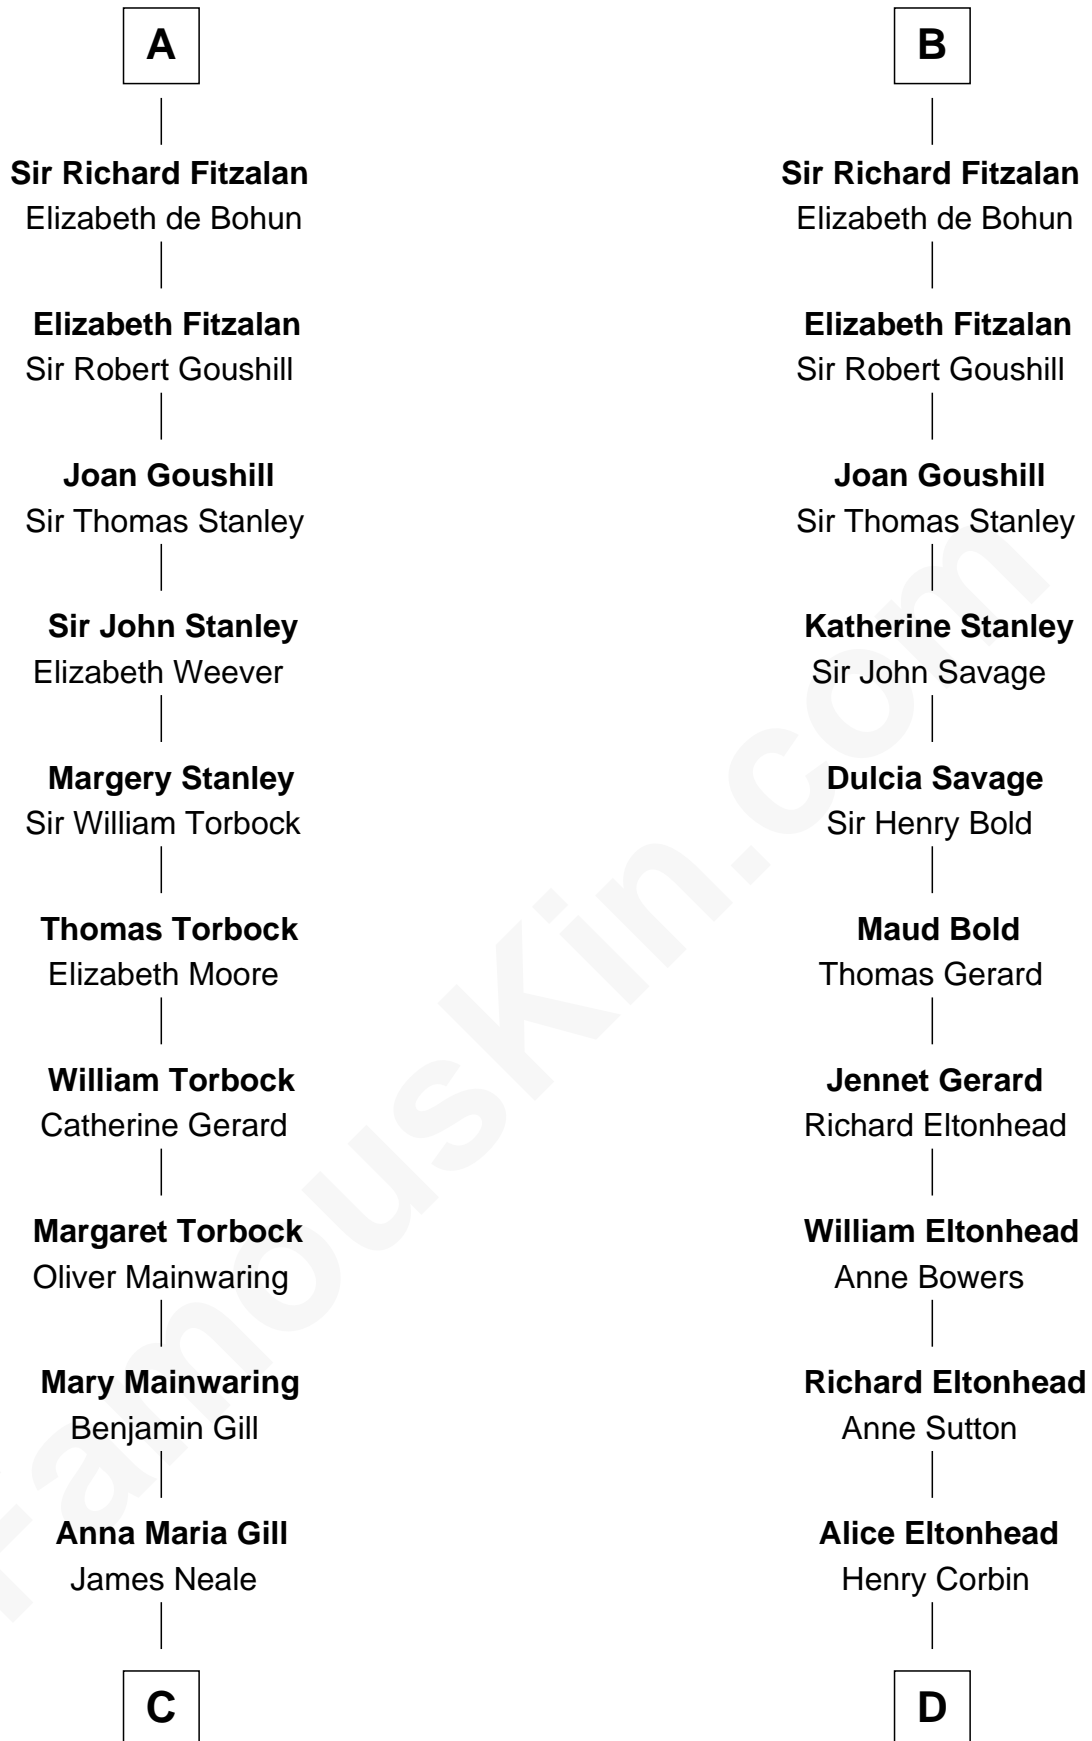 A
Sir Richard Fitzalan
Elizabeth de Bohun
Elizabeth Fitzalan
Sir Robert Goushill
Joan Goushill
Sir Thomas Stanley
Sir John Stanley
Elizabeth Weever
Margery Stanley
Sir William Torbock
Thomas Torbock
Elizabeth Moore
William Torbock
Catherine Gerard
Margaret Torbock
Oliver Mainwaring
Mary Mainwaring
Benjamin Gill
Anna Maria Gill
James Neale
C
B
Sir Richard Fitzalan
Elizabeth de Bohun
Elizabeth Fitzalan
Sir Robert Goushill
Joan Goushill
Sir Thomas Stanley
Katherine Stanley
Sir John Savage
Dulcia Savage
Sir Henry Bold
Maud Bold
Thomas Gerard
Jennet Gerard
Richard Eltonhead
William Eltonhead
Anne Bowers
Richard Eltonhead
Anne Sutton
Alice Eltonhead
Henry Corbin
D
FamousKin.com